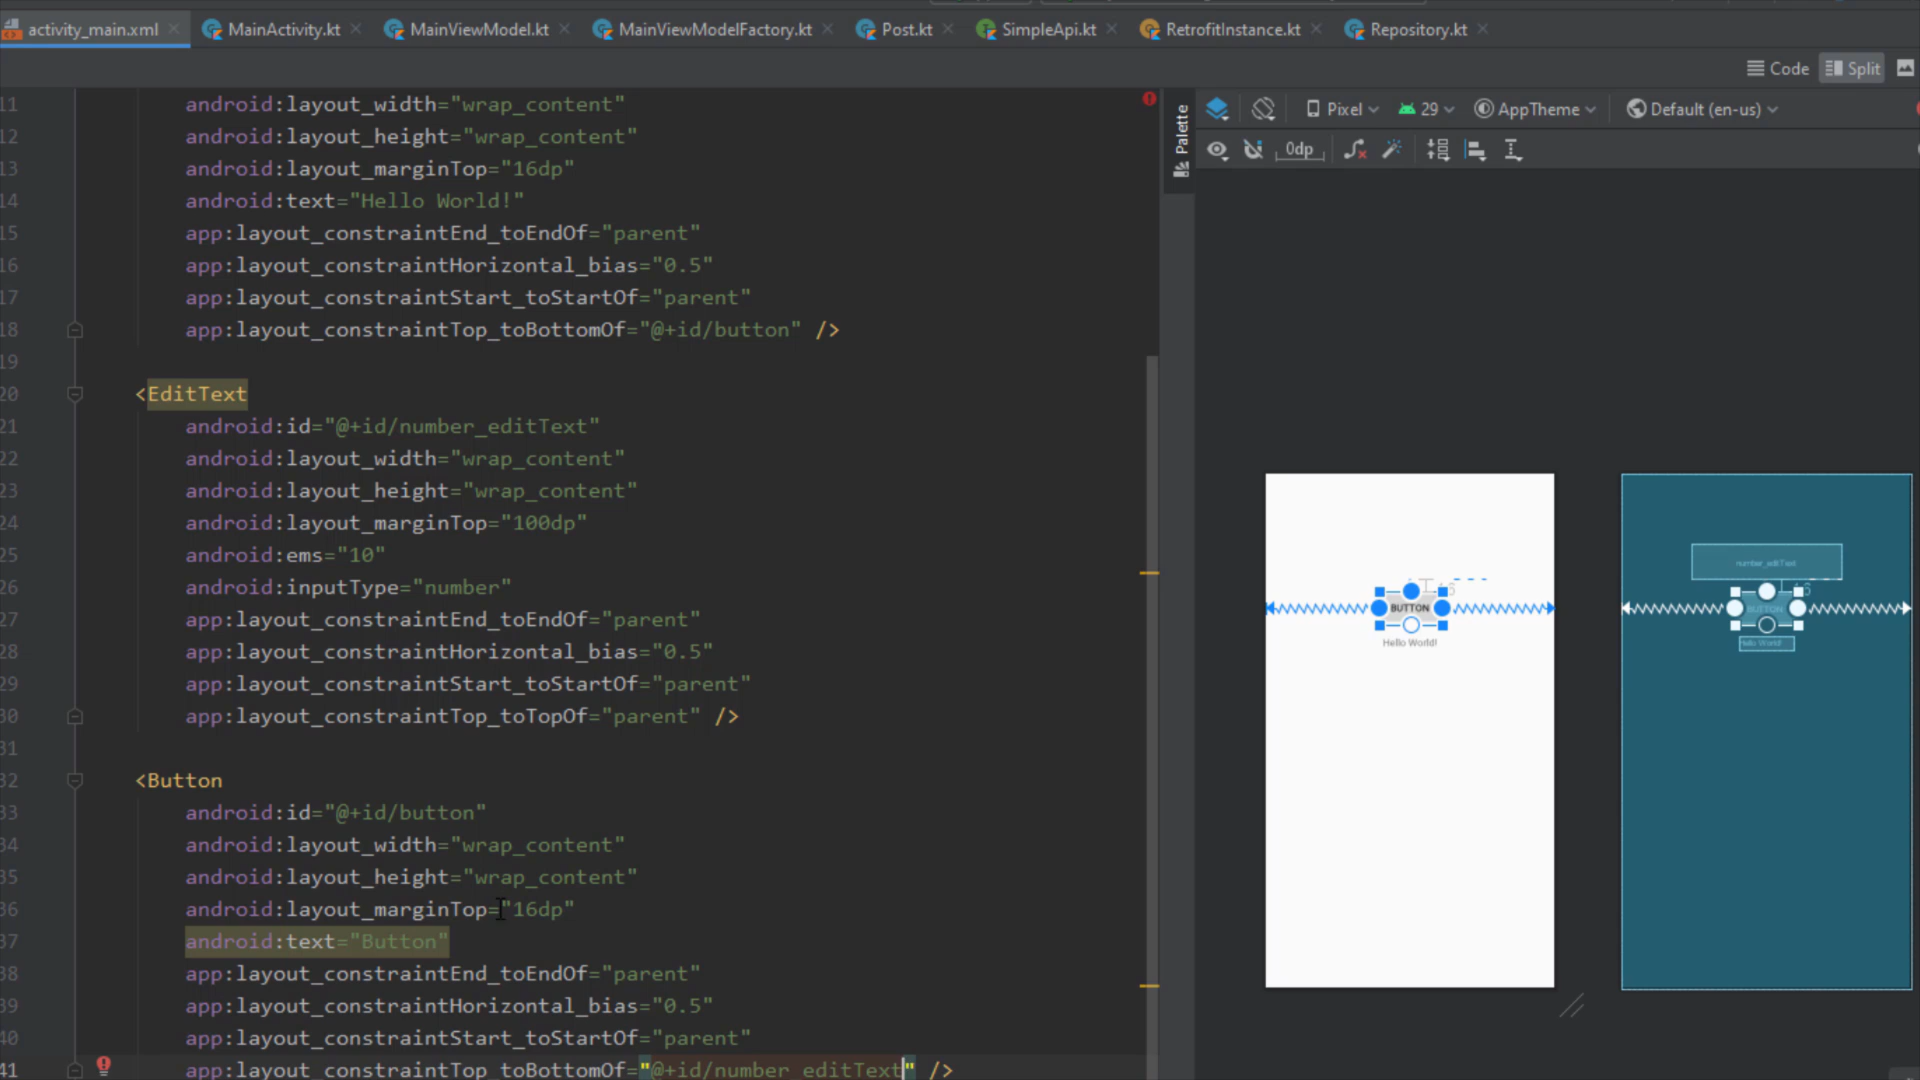 activity_main.xml MainActivity.kt MainViewModel.kt MainViewModelFactory.kt Post.kt SimpleApi.kt RetrofitInstance.kt Repository.kt
Code Split
Palette
Pixel 29 AppTheme Default (en-us)
0dp
11 android:layout_width="wrap_content"
12 android:layout_height="wrap_content"
13 android:layout_marginTop="16dp"
14 android:text="Hello World!"
15 app:layout_constraintEnd_toEndOf="parent"
16 app:layout_constraintHorizontal_bias="0.5"
17 app:layout_constraintStart_toStartOf="parent"
18 app:layout_constraintTop_toBottomOf="@+id/button" />
19
20 <EditText
21 android:id="@+id/number_editText"
22 android:layout_width="wrap_content"
23 android:layout_height="wrap_content"
24 android:layout_marginTop="100dp"
25 android:ems="10"
26 android:inputType="number"
27 app:layout_constraintEnd_toEndOf="parent"
28 app:layout_constraintHorizontal_bias="0.5"
29 app:layout_constraintStart_toStartOf="parent"
30 app:layout_constraintTop_toTopOf="parent" />
31
32 <Button
33 android:id="@+id/button"
34 android:layout_width="wrap_content"
35 android:layout_height="wrap_content"
36 android:layout_marginTop="16dp"
37 android:text="Button"
38 app:layout_constraintEnd_toEndOf="parent"
39 app:layout_constraintHorizontal_bias="0.5"
40 app:layout_constraintStart_toStartOf="parent"
41 app:layout_constraintTop_toBottomOf="@+id/number_editText" />
BUTTON
Hello World!
number_editText
BUTTON
Hello World!